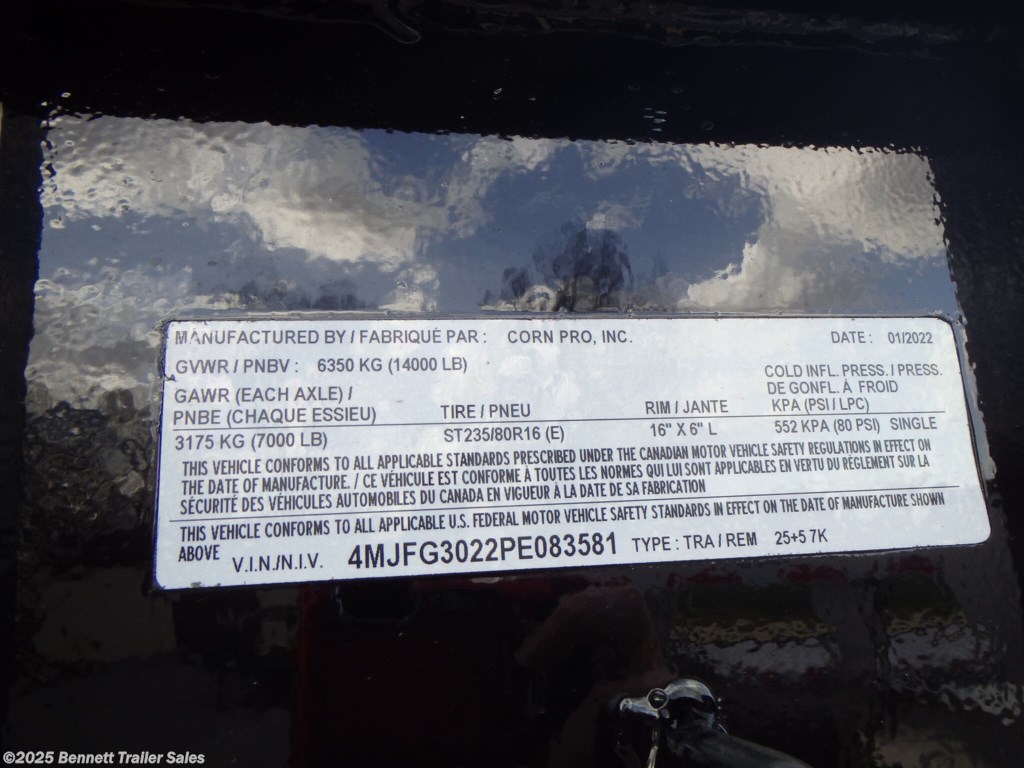 MANUFACTURED BY / FABRIQUÉ PAR : CORN PRO, INC. DATE : 01/2022
GVWR / PNBV : 6350 KG (14000 LB)
GAWR (EACH AXLE) / COLD INFL. PRESS. / PRESS.
PNBE (CHAQUE ESSIEU) TIRE / PNEU RIM / JANTE DE GONFL. À FROID
KPA (PSI / LPC)
3175 KG (7000 LB) ST235/80R16 (E) 16" X 6" L 552 KPA (80 PSI) SINGLE
THIS VEHICLE CONFORMS TO ALL APPLICABLE STANDARDS PRESCRIBED UNDER THE CANADIAN MOTOR VEHICLE SAFETY REGULATIONS IN EFFECT ON
THE DATE OF MANUFACTURE. / CE VÉHICULE EST CONFORME À TOUTES LES NORMES QUI LUI SONT APPLICABLES EN VERTU DU RÈGLEMENT SUR LA
SÉCURITÉ DES VÉHICULES AUTOMOBILES DU CANADA EN VIGUEUR À LA DATE DE SA FABRICATION
THIS VEHICLE CONFORMS TO ALL APPLICABLE U.S. FEDERAL MOTOR VEHICLE SAFETY STANDARDS IN EFFECT ON THE DATE OF MANUFACTURE SHOWN
ABOVE
V.I.N./N.I.V. 4MJFG3022PE083581 TYPE : TRA / REM 25+5 7K
©2025 Bennett Trailer Sales